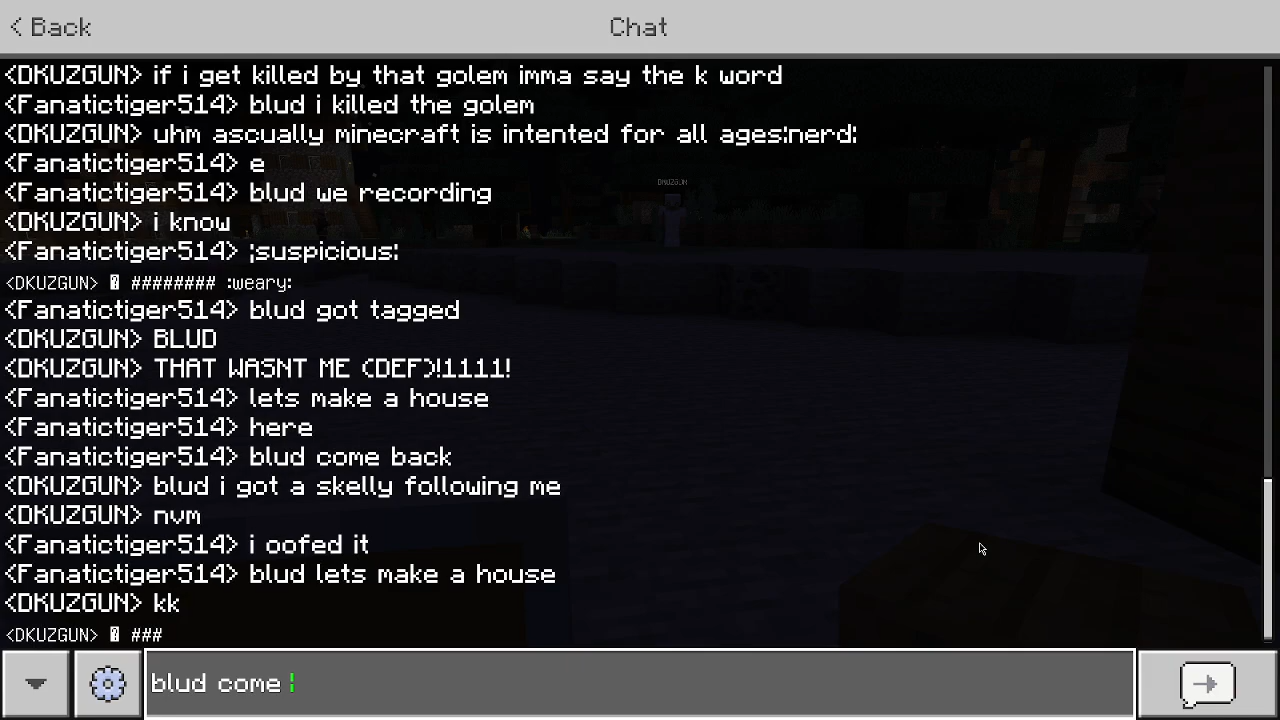 < Back
Chat
<DKUZGUN> if i get killed by that golem imma say the k word
<Fanatictiger514> blud i killed the golem
<DKUZGUN> uhm ascually minecraft is intented for all ages¦nerd¦
<Fanatictiger514> e
<Fanatictiger514> blud we recording
<DKUZGUN> i know
<Fanatictiger514> ¦suspicious¦
<DKUZGUN> ######## :weary:
<Fanatictiger514> blud got tagged
<DKUZGUN> BLUD
<DKUZGUN> THAT WASNT ME (DEF)!1111!
<Fanatictiger514> lets make a house
<Fanatictiger514> here
<Fanatictiger514> blud come back
<DKUZGUN> blud i got a skelly following me
<DKUZGUN> nvm
<Fanatictiger514> i oofed it
<Fanatictiger514> blud lets make a house
<DKUZGUN> kk
<DKUZGUN> ###
blud come
DKUZGUN